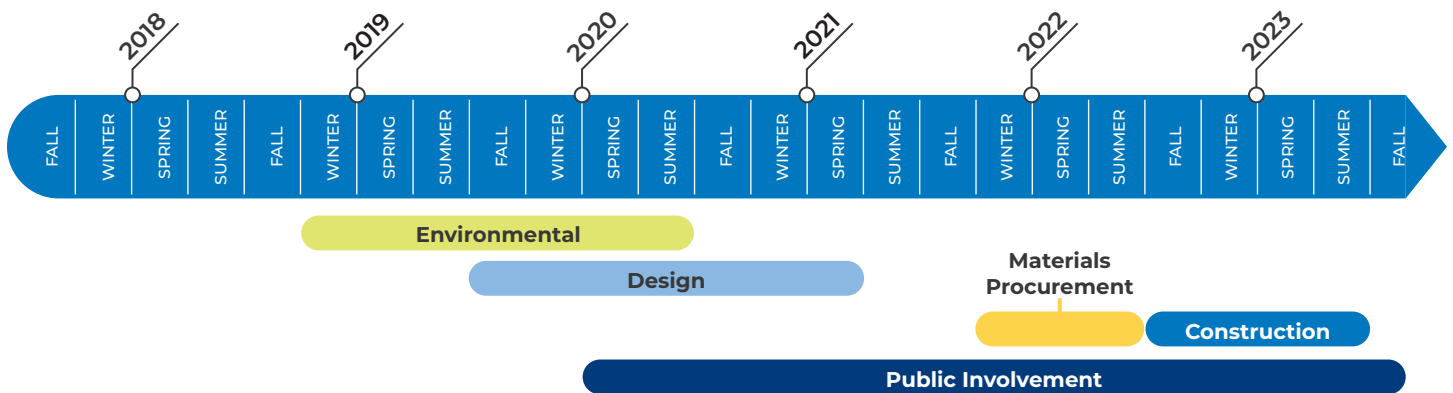 2018
2019
2020
2021
2022
2023
FALL
WINTER
SPRING
SUMMER
FALL
WINTER
SPRING
SUMMER
FALL
WINTER
SPRING
SUMMER
FALL
WINTER
SPRING
SUMMER
FALL
WINTER
SPRING
SUMMER
FALL
WINTER
SPRING
SUMMER
FALL
Environmental
Design
Materials
Procurement
Construction
Public Involvement